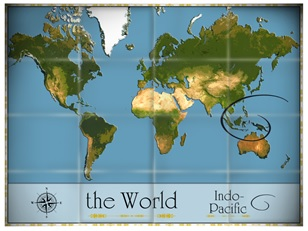 the World
Indo-
Pacific